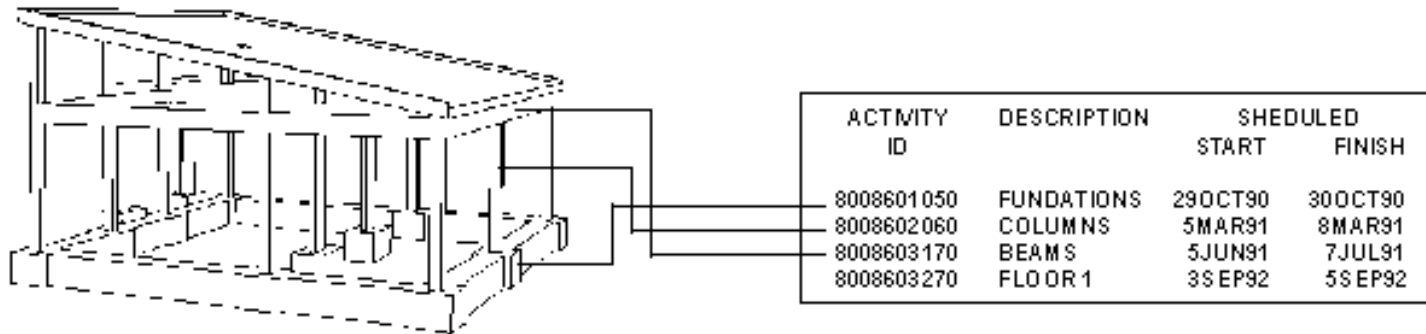 ACTIVITY DESCRIPTION SHEDULED
ID START FINISH
8008601050 FUNDATIONS 29OCT90 30OCT90
8008602060 COLUMNS 5MAR91 8MAR91
8008603170 BEAMS 5JUN91 7JUL91
8008603270 FLOOR1 3SEP92 5SEP92